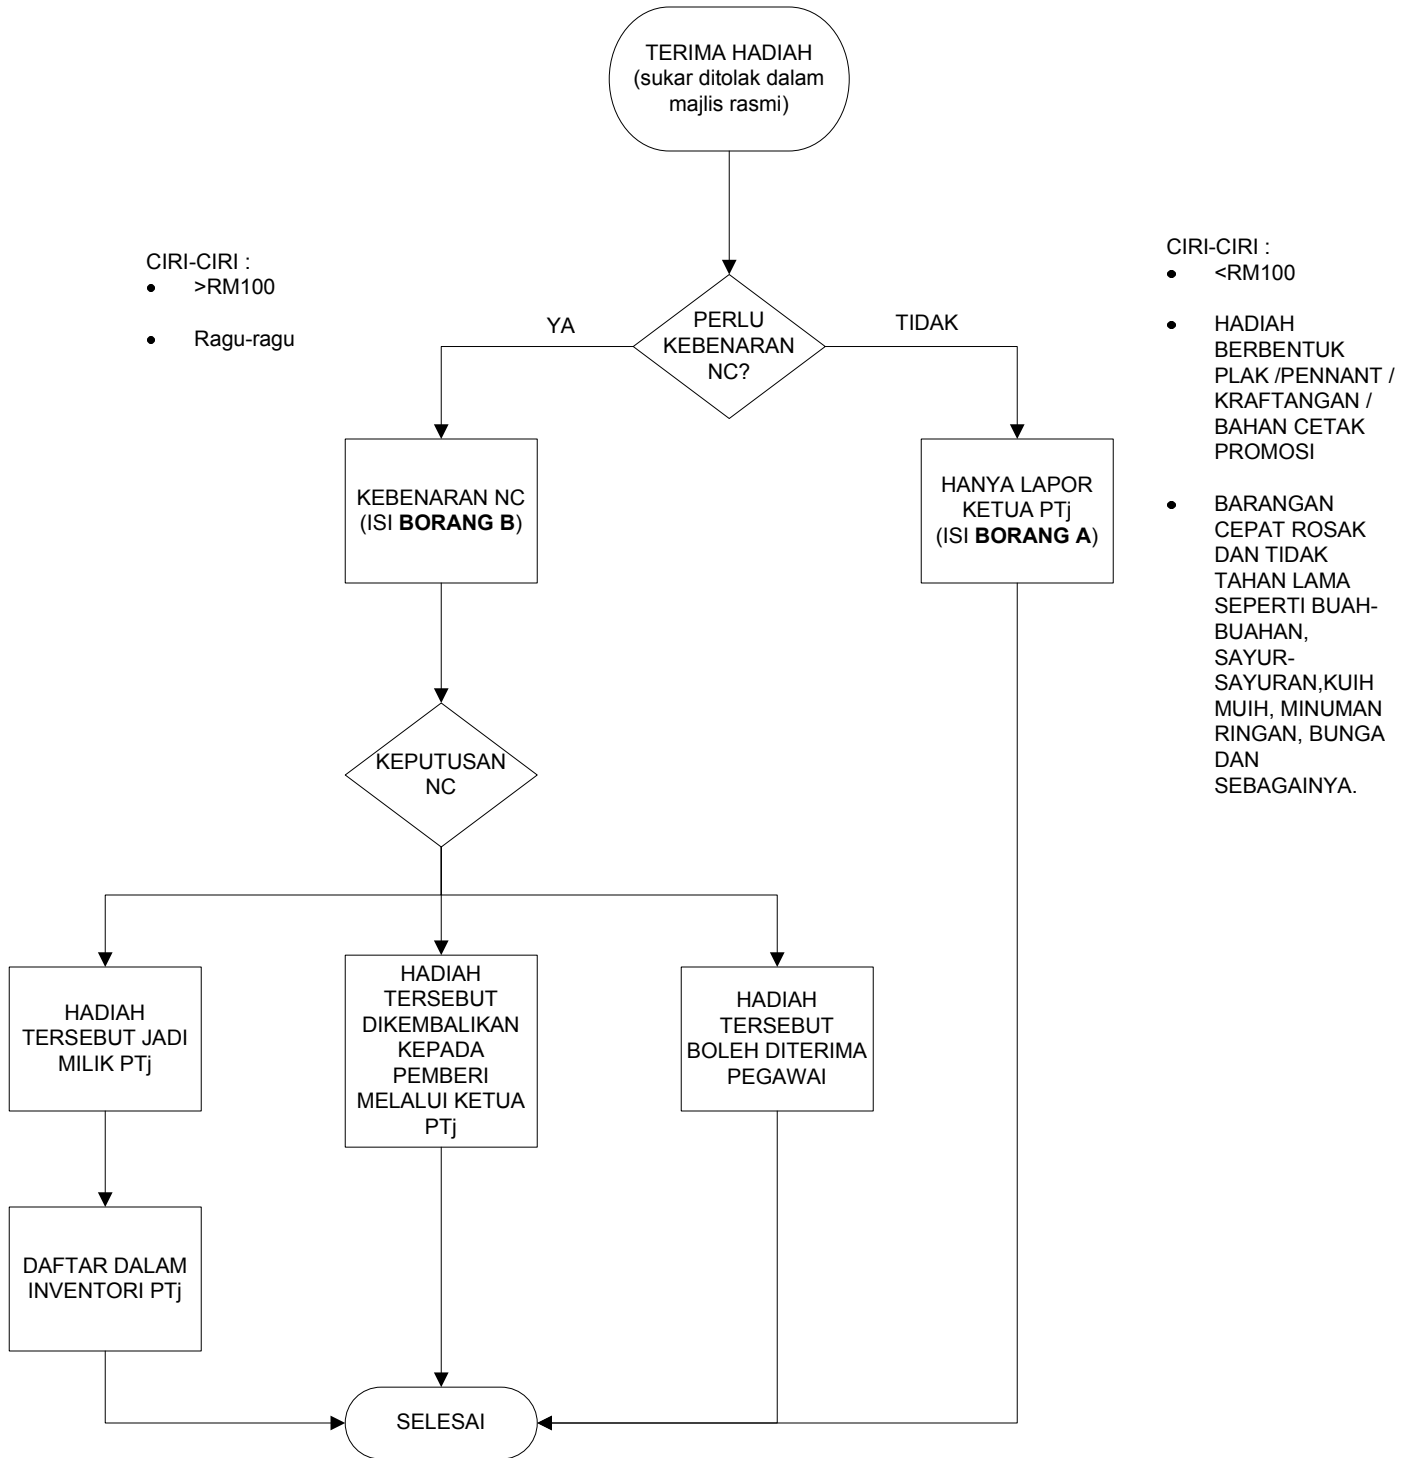 TERIMA HADIAH
(sukar ditolak dalam
majlis rasmi)
CIRI-CIRI :
• >RM100
• Ragu-ragu
YA
PERLU
KEBENARAN
NC?
TIDAK
CIRI-CIRI :
• <RM100
• HADIAH
BERBENTUK
PLAK /PENNANT /
KRAFTANGAN /
BAHAN CETAK
PROMOSI
• BARANGAN
CEPAT ROSAK
DAN TIDAK
TAHAN LAMA
SEPERTI BUAH-
BUAHAN,
SAYUR-
SAYURAN,KUIH
MUIH, MINUMAN
RINGAN, BUNGA
DAN
SEBAGAINYA.
KEBENARAN NC
(ISI BORANG B)
HANYA LAPOR
KETUA PTj
(ISI BORANG A)
KEPUTUSAN
NC
HADIAH
TERSEBUT JADI
MILIK PTj
HADIAH
TERSEBUT
DIKEMBALIKAN
KEPADA
PEMBERI
MELALUI KETUA
PTj
HADIAH
TERSEBUT
BOLEH DITERIMA
PEGAWAI
DAFTAR DALAM
INVENTORI PTj
SELESAI